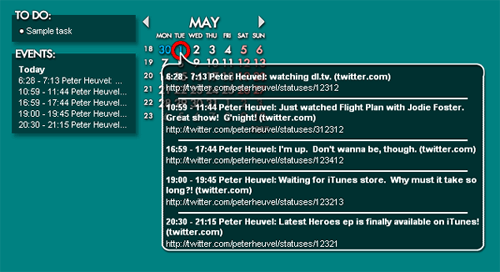 TO DO:
• Sample task
EVENTS:
Today
6:28 - 7:13 Peter Heuvel: ...
10:59 - 11:44 Peter Heuvel...
16:59 - 17:44 Peter Heuvel...
19:00 - 19:45 Peter Heuvel...
20:30 - 21:15 Peter Heuvel...
MAY
MON TUE WED THU FRI SAT SUN
18 30 1 2 3 4 5 6
19 7
20
21
22
23
6:28 - 7:13 Peter Heuvel: watching dl.tv. (twitter.com)
http://twitter.com/peterheuvel/statuses/12312
10:59 - 11:44 Peter Heuvel: Just watched Flight Plan with Jodie Foster.
Great show! G'night! (twitter.com)
http://twitter.com/peterheuvel/statuses/312312
16:59 - 17:44 Peter Heuvel: I'm up. Don't wanna be, though. (twitter.com)
http://twitter.com/peterheuvel/statuses/123412
19:00 - 19:45 Peter Heuvel: Waiting for iTunes store. Why must it take so
long?! (twitter.com)
http://twitter.com/peterheuvel/statuses/123213
20:30 - 21:15 Peter Heuvel: Latest Heroes ep is finally available on iTunes!
(twitter.com)
http://twitter.com/peterheuvel/statuses/12321